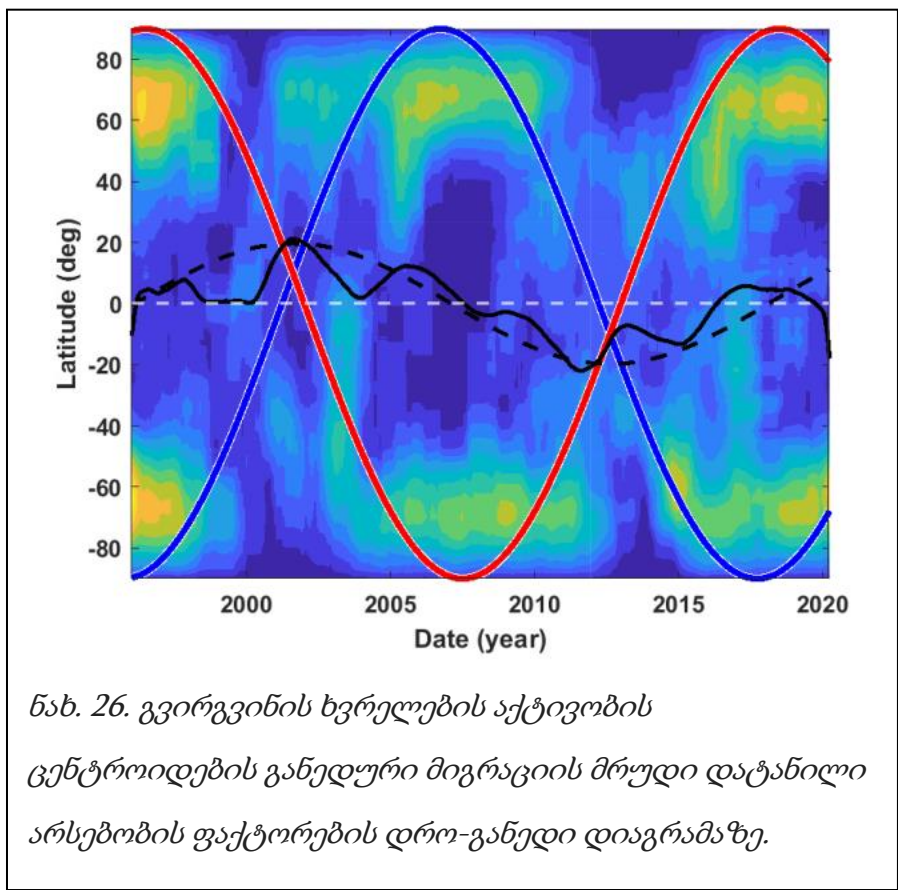 80
60
40
20
0
-20
-40
-60
-80
Latitude (deg)
2000 2005 2010 2015 2020
Date (year)
ნახ. 26. გვირგვინის ხვრელების აქტივობის
ცენტროიდების განედური მიგრაციის მრუდი დატანილი
არსებობის ფაქტორების დრო-განედი დიაგრამაზე.